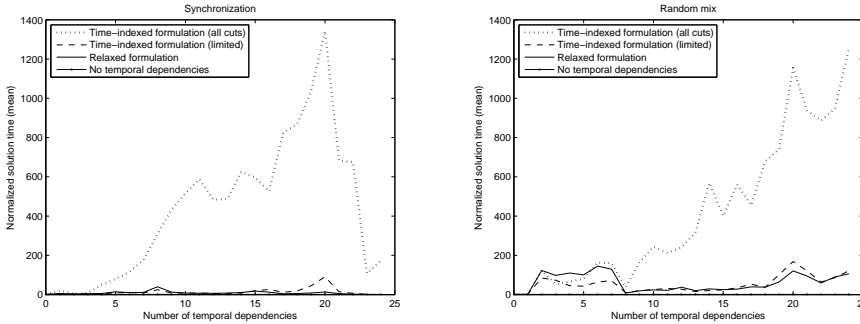 Synchronization
1400
1200
1000
800
600
400
200
0
Normalized solution time (mean)
Time−indexed formulation (all cuts)
Time−indexed formulation (limited)
Relaxed formulation
No temporal dependencies
0 5 10 15 20 25
Number of temporal dependencies
Random mix
1400
1200
1000
800
600
400
200
0
Normalized solution time (mean)
Time−indexed formulation (all cuts)
Time−indexed formulation (limited)
Relaxed formulation
No temporal dependencies
0 5 10 15 20 25
Number of temporal dependencies